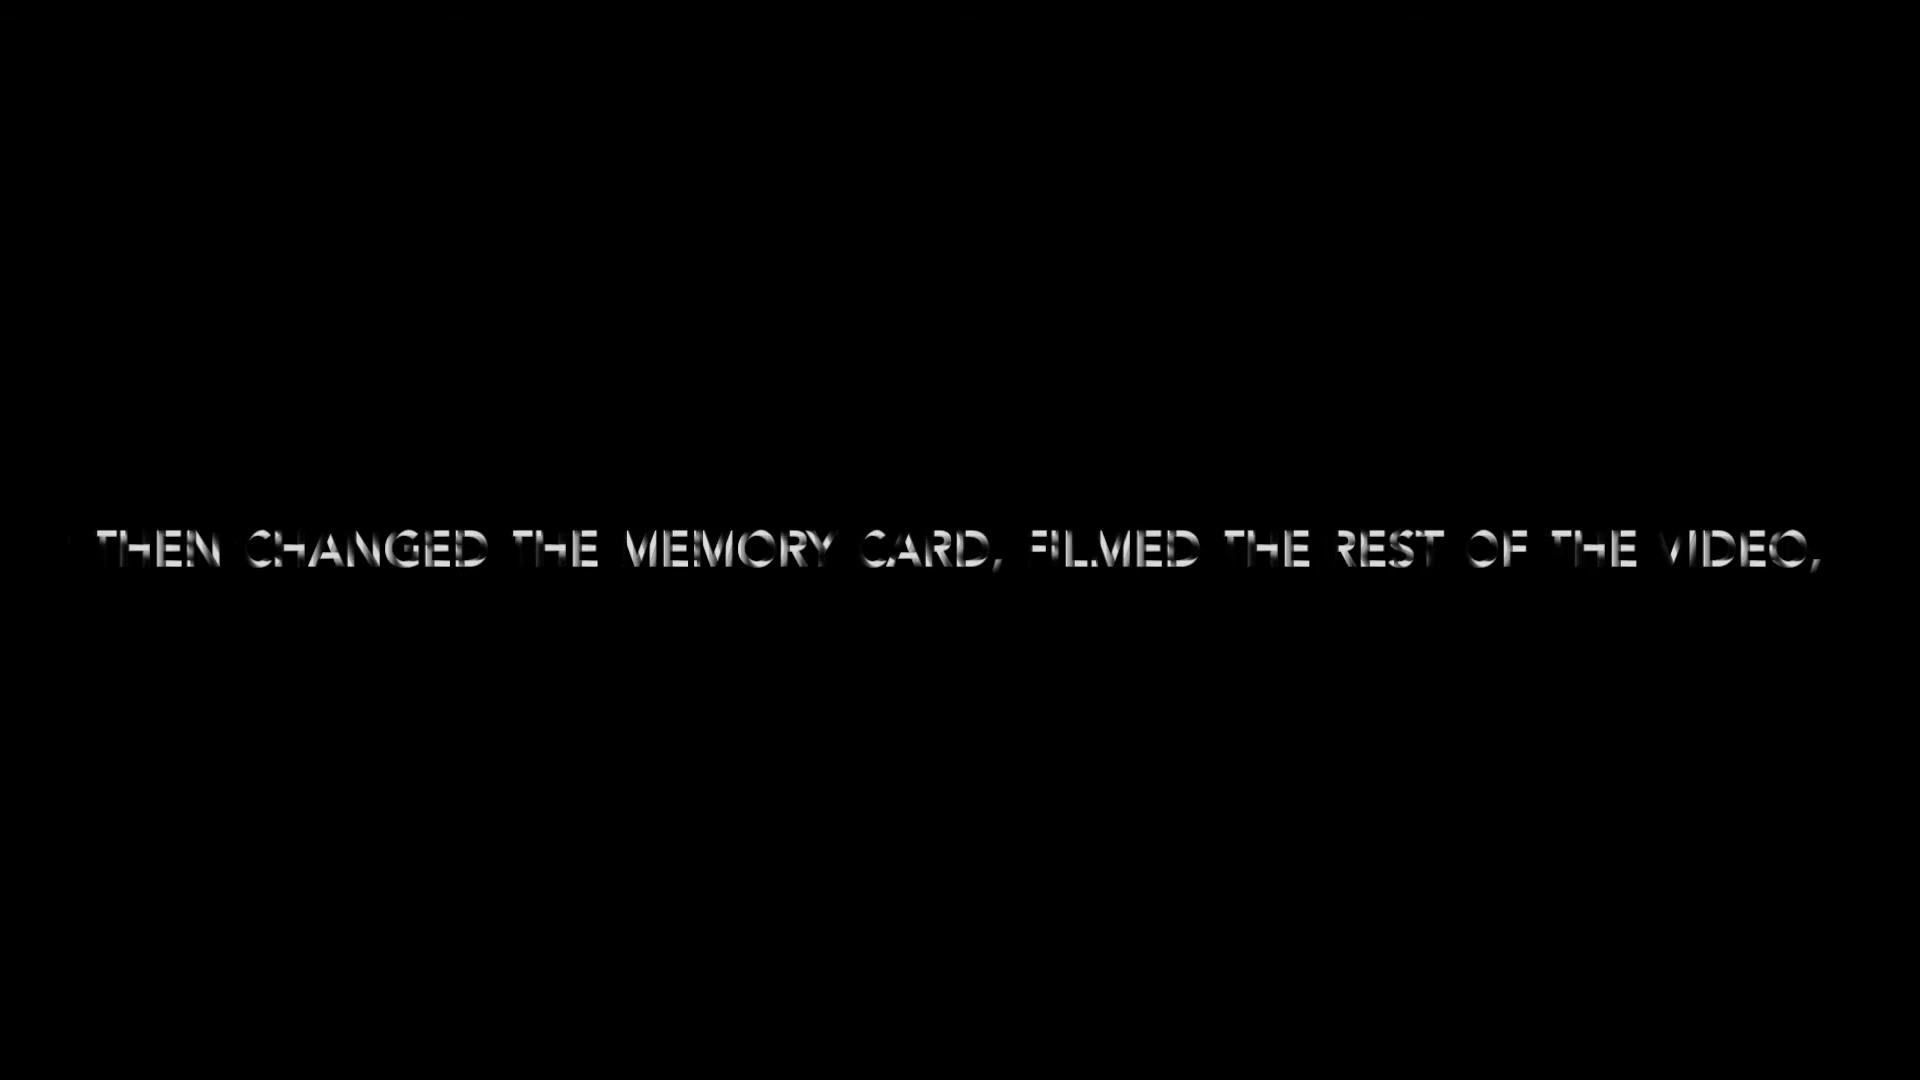 THEN CHANGED THE MEMORY CARD, FILMED THE REST OF THE VIDEO,